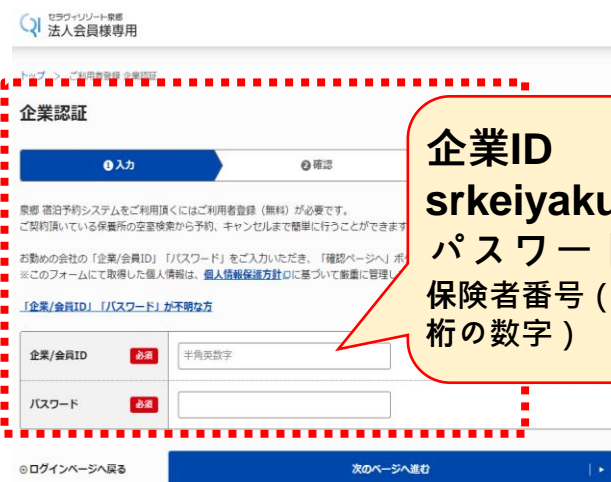 セラヴィリゾート泉郷
法人会員様専用
トップ > ご利用者登録 企業認証
企業認証
❶入力
❷確認
泉郷 宿泊予約システムをご利用頂くにはご利用者登録（無料）が必要です。
ご契約頂いている保養所の空室検索から予約、キャンセルまで簡単に行うことができます
お勤めの会社の「企業/会員ID」「パスワード」をご入力いただき、「確認ページへ」ボ
※このフォームにて取得した個人情報は、個人情報保護方針に基づいて厳重に管理し
「企業/会員ID」「パスワード」が不明な方
企業/会員ID 必須 半角英数字
パスワード 必須
ログインページへ戻る
次のページへ進む
企業ID
srkeiyaku
パスワー
保険者番号 (
桁の数字 )